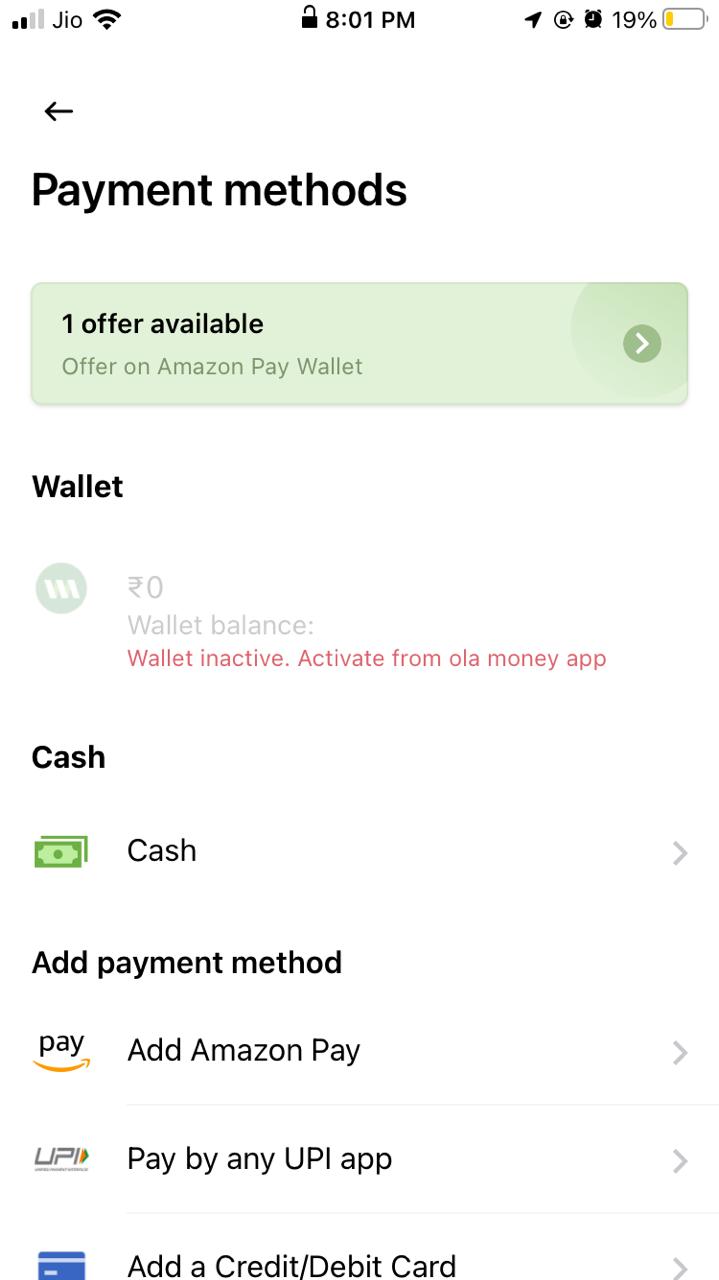 Jio 8:01 PM 19%
Payment methods
1 offer available
Offer on Amazon Pay Wallet
Wallet
₹0
Wallet balance:
Wallet inactive. Activate from ola money app
Cash
Cash
Add payment method
pay Add Amazon Pay
UPI Pay by any UPI app
Add a Credit/Debit Card